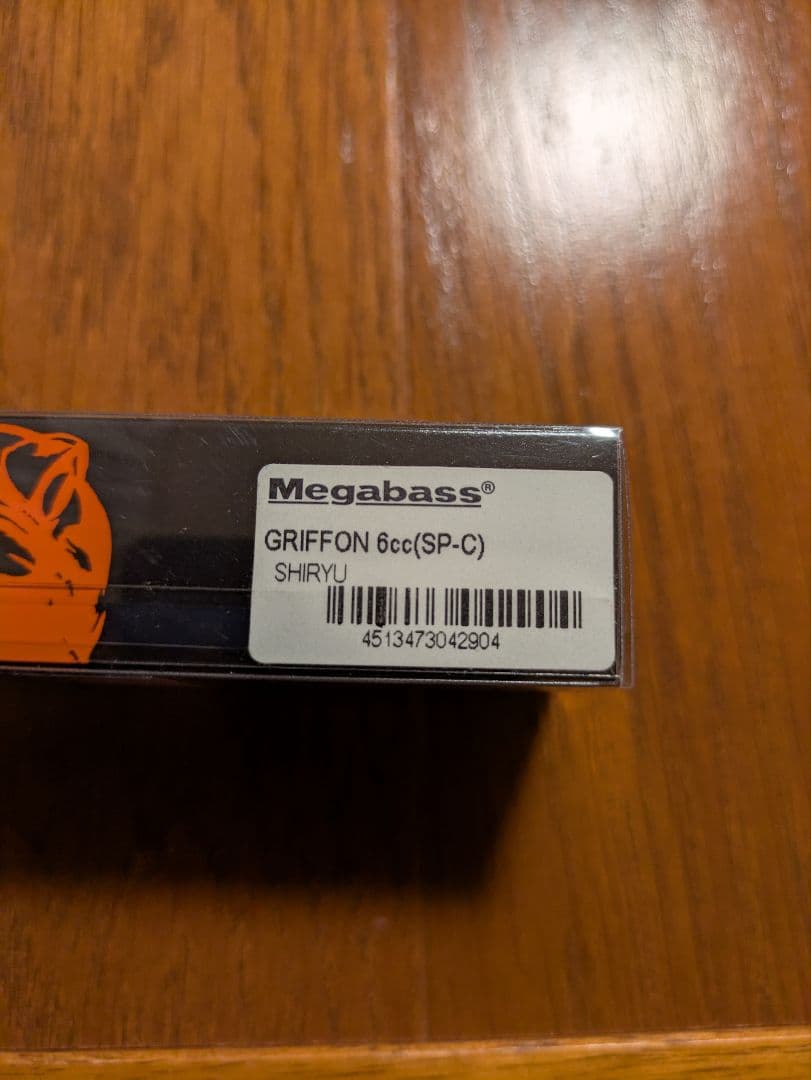 Megabass®
GRIFFON 6cc(SP-C)
SHIRYU
4513473042904